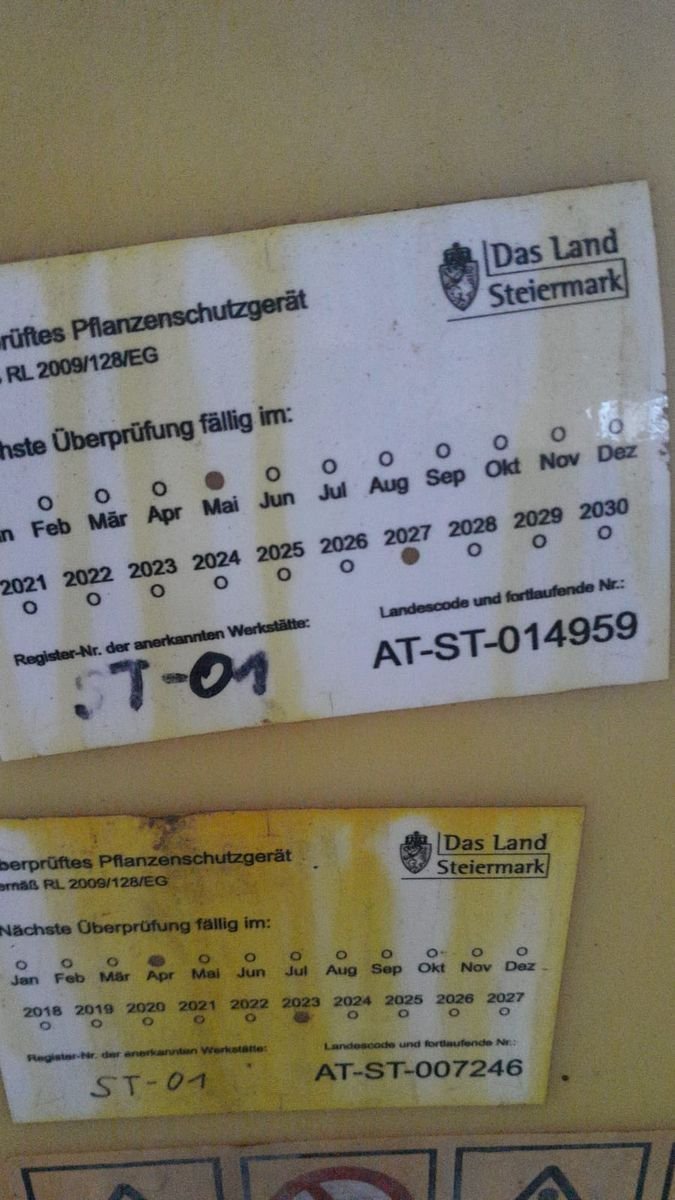 Das Land
Steiermark
rüftes Pflanzenschutzgerät
RL 2009/128/EG
hste Überprüfung fällig im:
n Feb Mär Apr Mai Jun Jul Aug Sep Okt Nov Dez
2021 2022 2023 2024 2025 2026 2027 2028 2029 2030
Register-Nr. der anerkannten Werkstätte:
ST-01
Landescode und fortlaufende Nr.:
AT-ST-014959
Das Land
Steiermark
berprüftes Pflanzenschutzgerät
emäß RL 2009/128/EG
Nächste Überprüfung fällig im:
Jan Feb Mär Apr Mai Jun Jul Aug Sep Okt Nov Dez
2018 2019 2020 2021 2022 2023 2024 2025 2026 2027
Register-Nr. der anerkannten Werkstätte:
ST-01
Landescode und fortlaufende Nr.:
AT-ST-007246